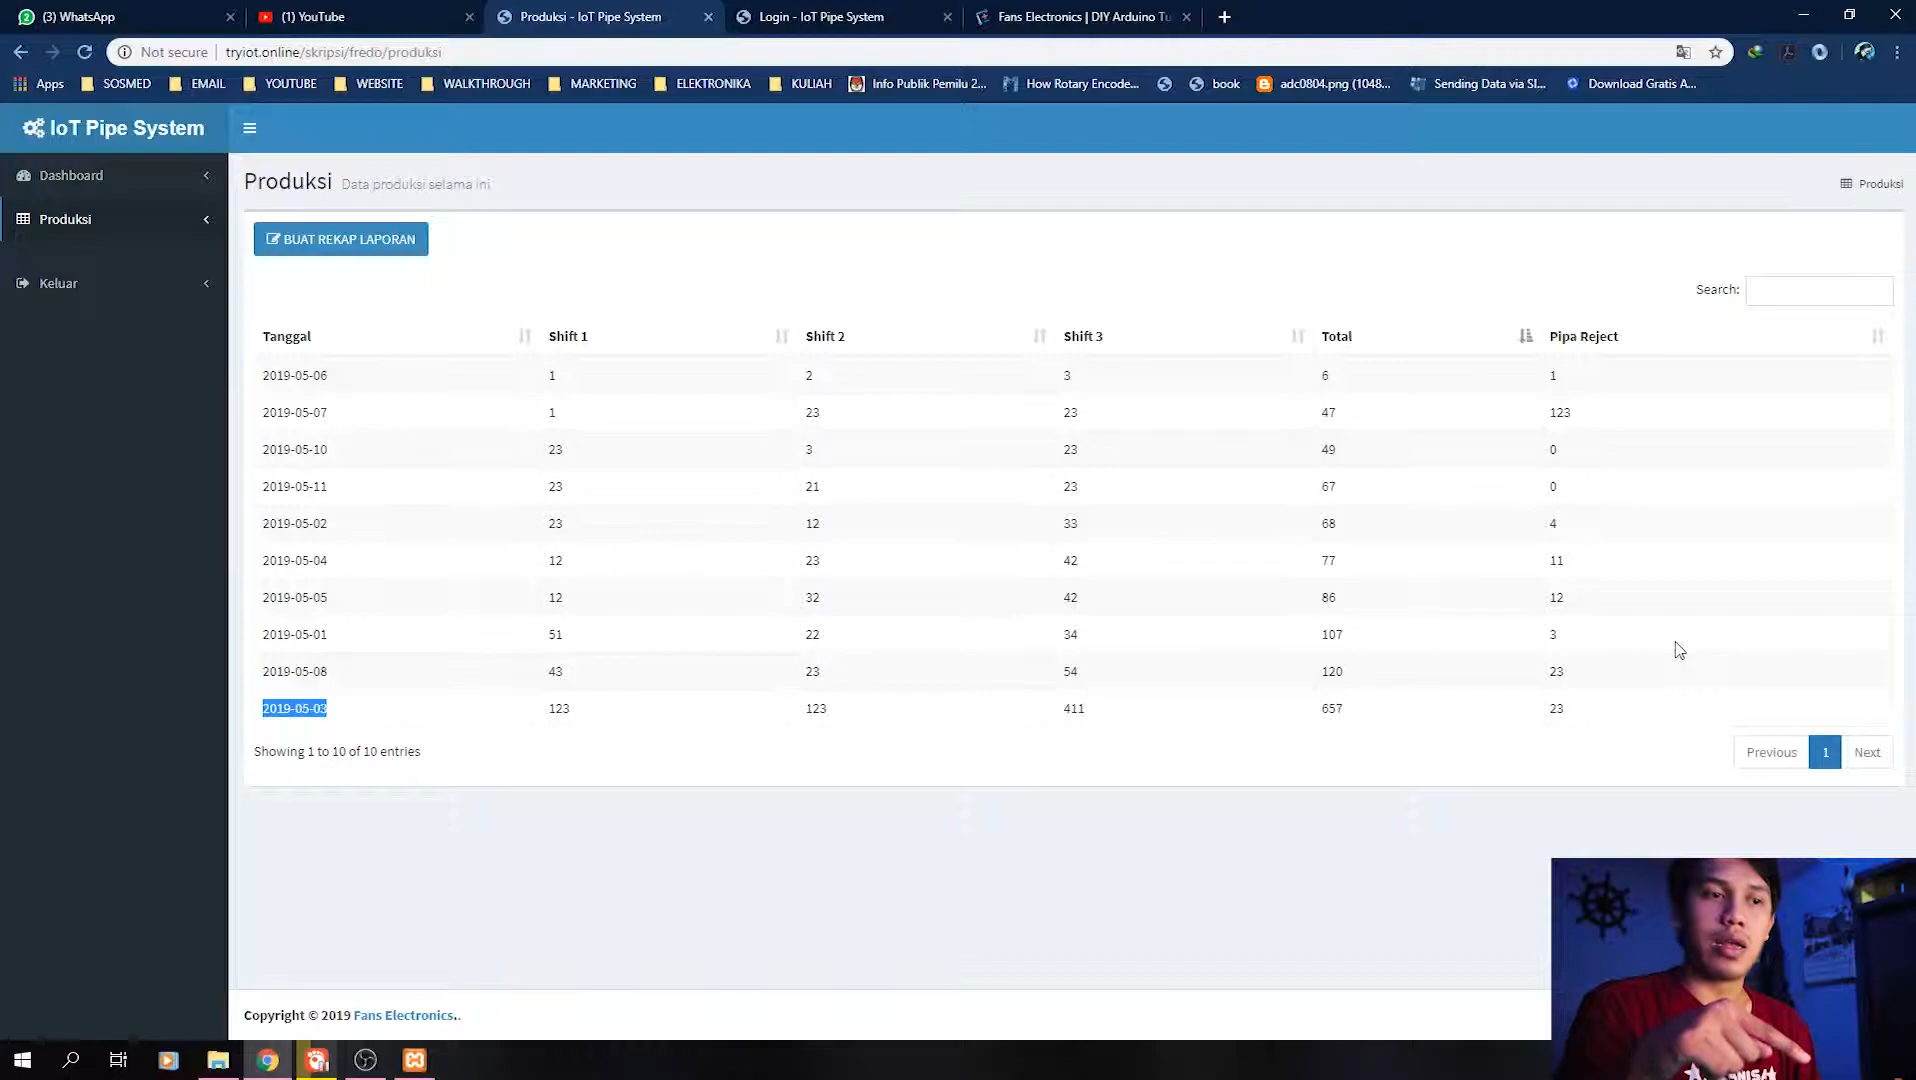 (3) WhatsApp
(1) YouTube
Produksi - IoT Pipe System
Login - IoT Pipe System
Fans Electronics | DIY Arduino Tu
Not secure
tryiot.online/skripsi/fredo/produksi
Apps
SOSMED
EMAIL
YOUTUBE
WEBSITE
WALKTHROUGH
MARKETING
ELEKTRONIKA
KULIAH
Info Publik Pemilu 2...
How Rotary Encode...
book
adc0804.png (1048...
Sending Data via SI...
Download Gratis A...
IoT Pipe System
Dashboard
Produksi
Keluar
Produksi Data produksi selama ini
Produksi
BUAT REKAP LAPORAN
Search:
Tanggal Shift 1 Shift 2 Shift 3 Total Pipa Reject
2019-05-06 1 2 3 6 1
2019-05-07 1 23 23 47 123
2019-05-10 23 3 23 49 0
2019-05-11 23 21 23 67 0
2019-05-02 23 12 33 68 4
2019-05-04 12 23 42 77 11
2019-05-05 12 32 42 86 12
2019-05-01 51 22 34 107 3
2019-05-08 43 23 54 120 23
2019-05-03 123 123 411 657 23
Showing 1 to 10 of 10 entries
Previous 1 Next
Copyright © 2019 Fans Electronics..